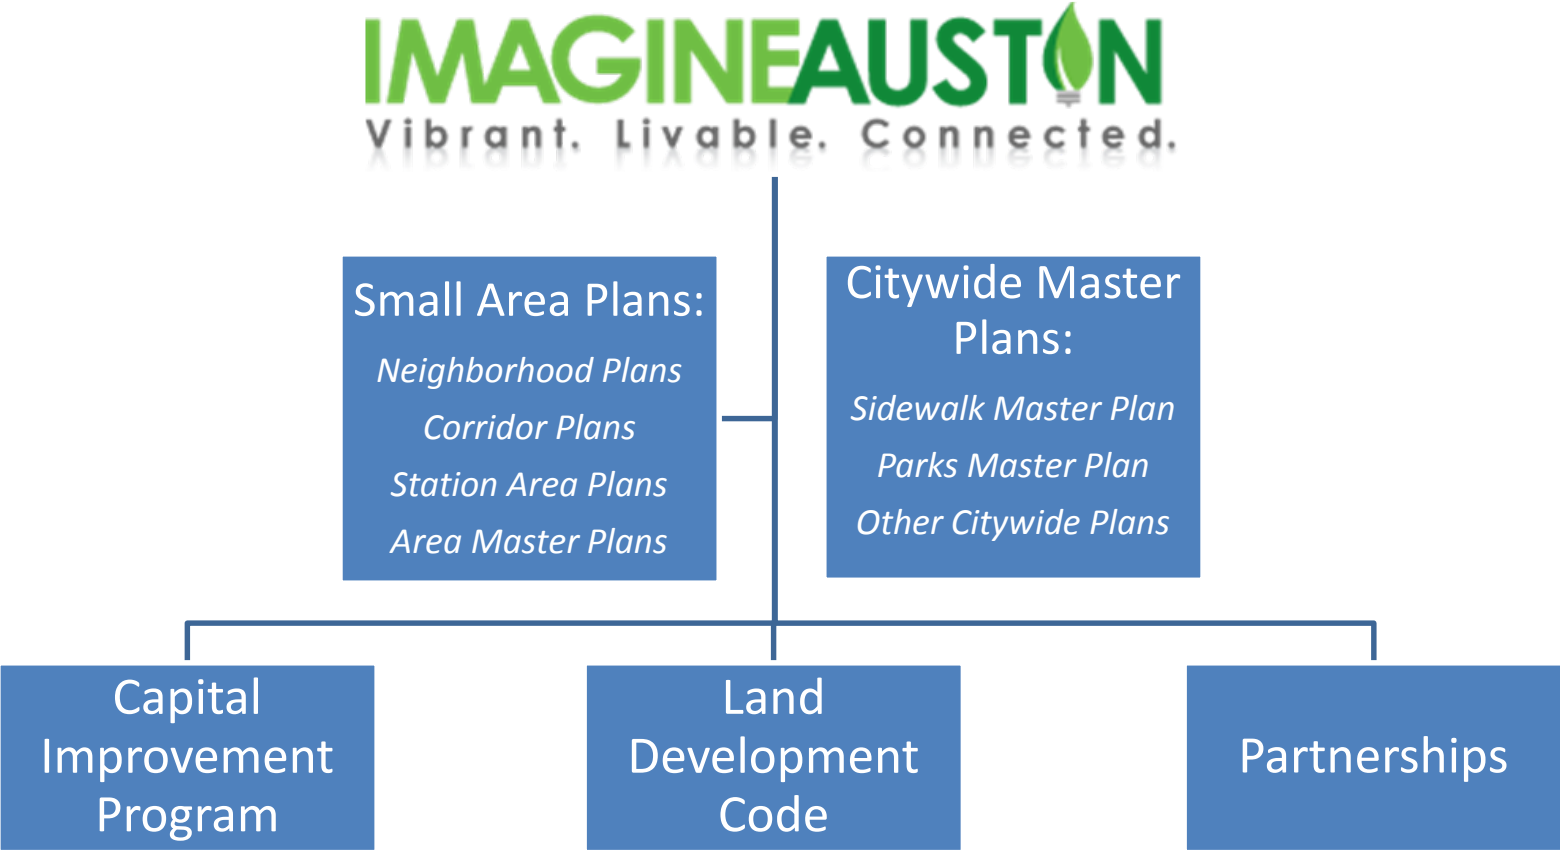 IMAGINEAUSTIN
Vibrant. Livable. Connected.
Small Area Plans:
Neighborhood Plans
Corridor Plans
Station Area Plans
Area Master Plans
Citywide Master
Plans:
Sidewalk Master Plan
Parks Master Plan
Other Citywide Plans
Capital
Improvement
Program
Land
Development
Code
Partnerships